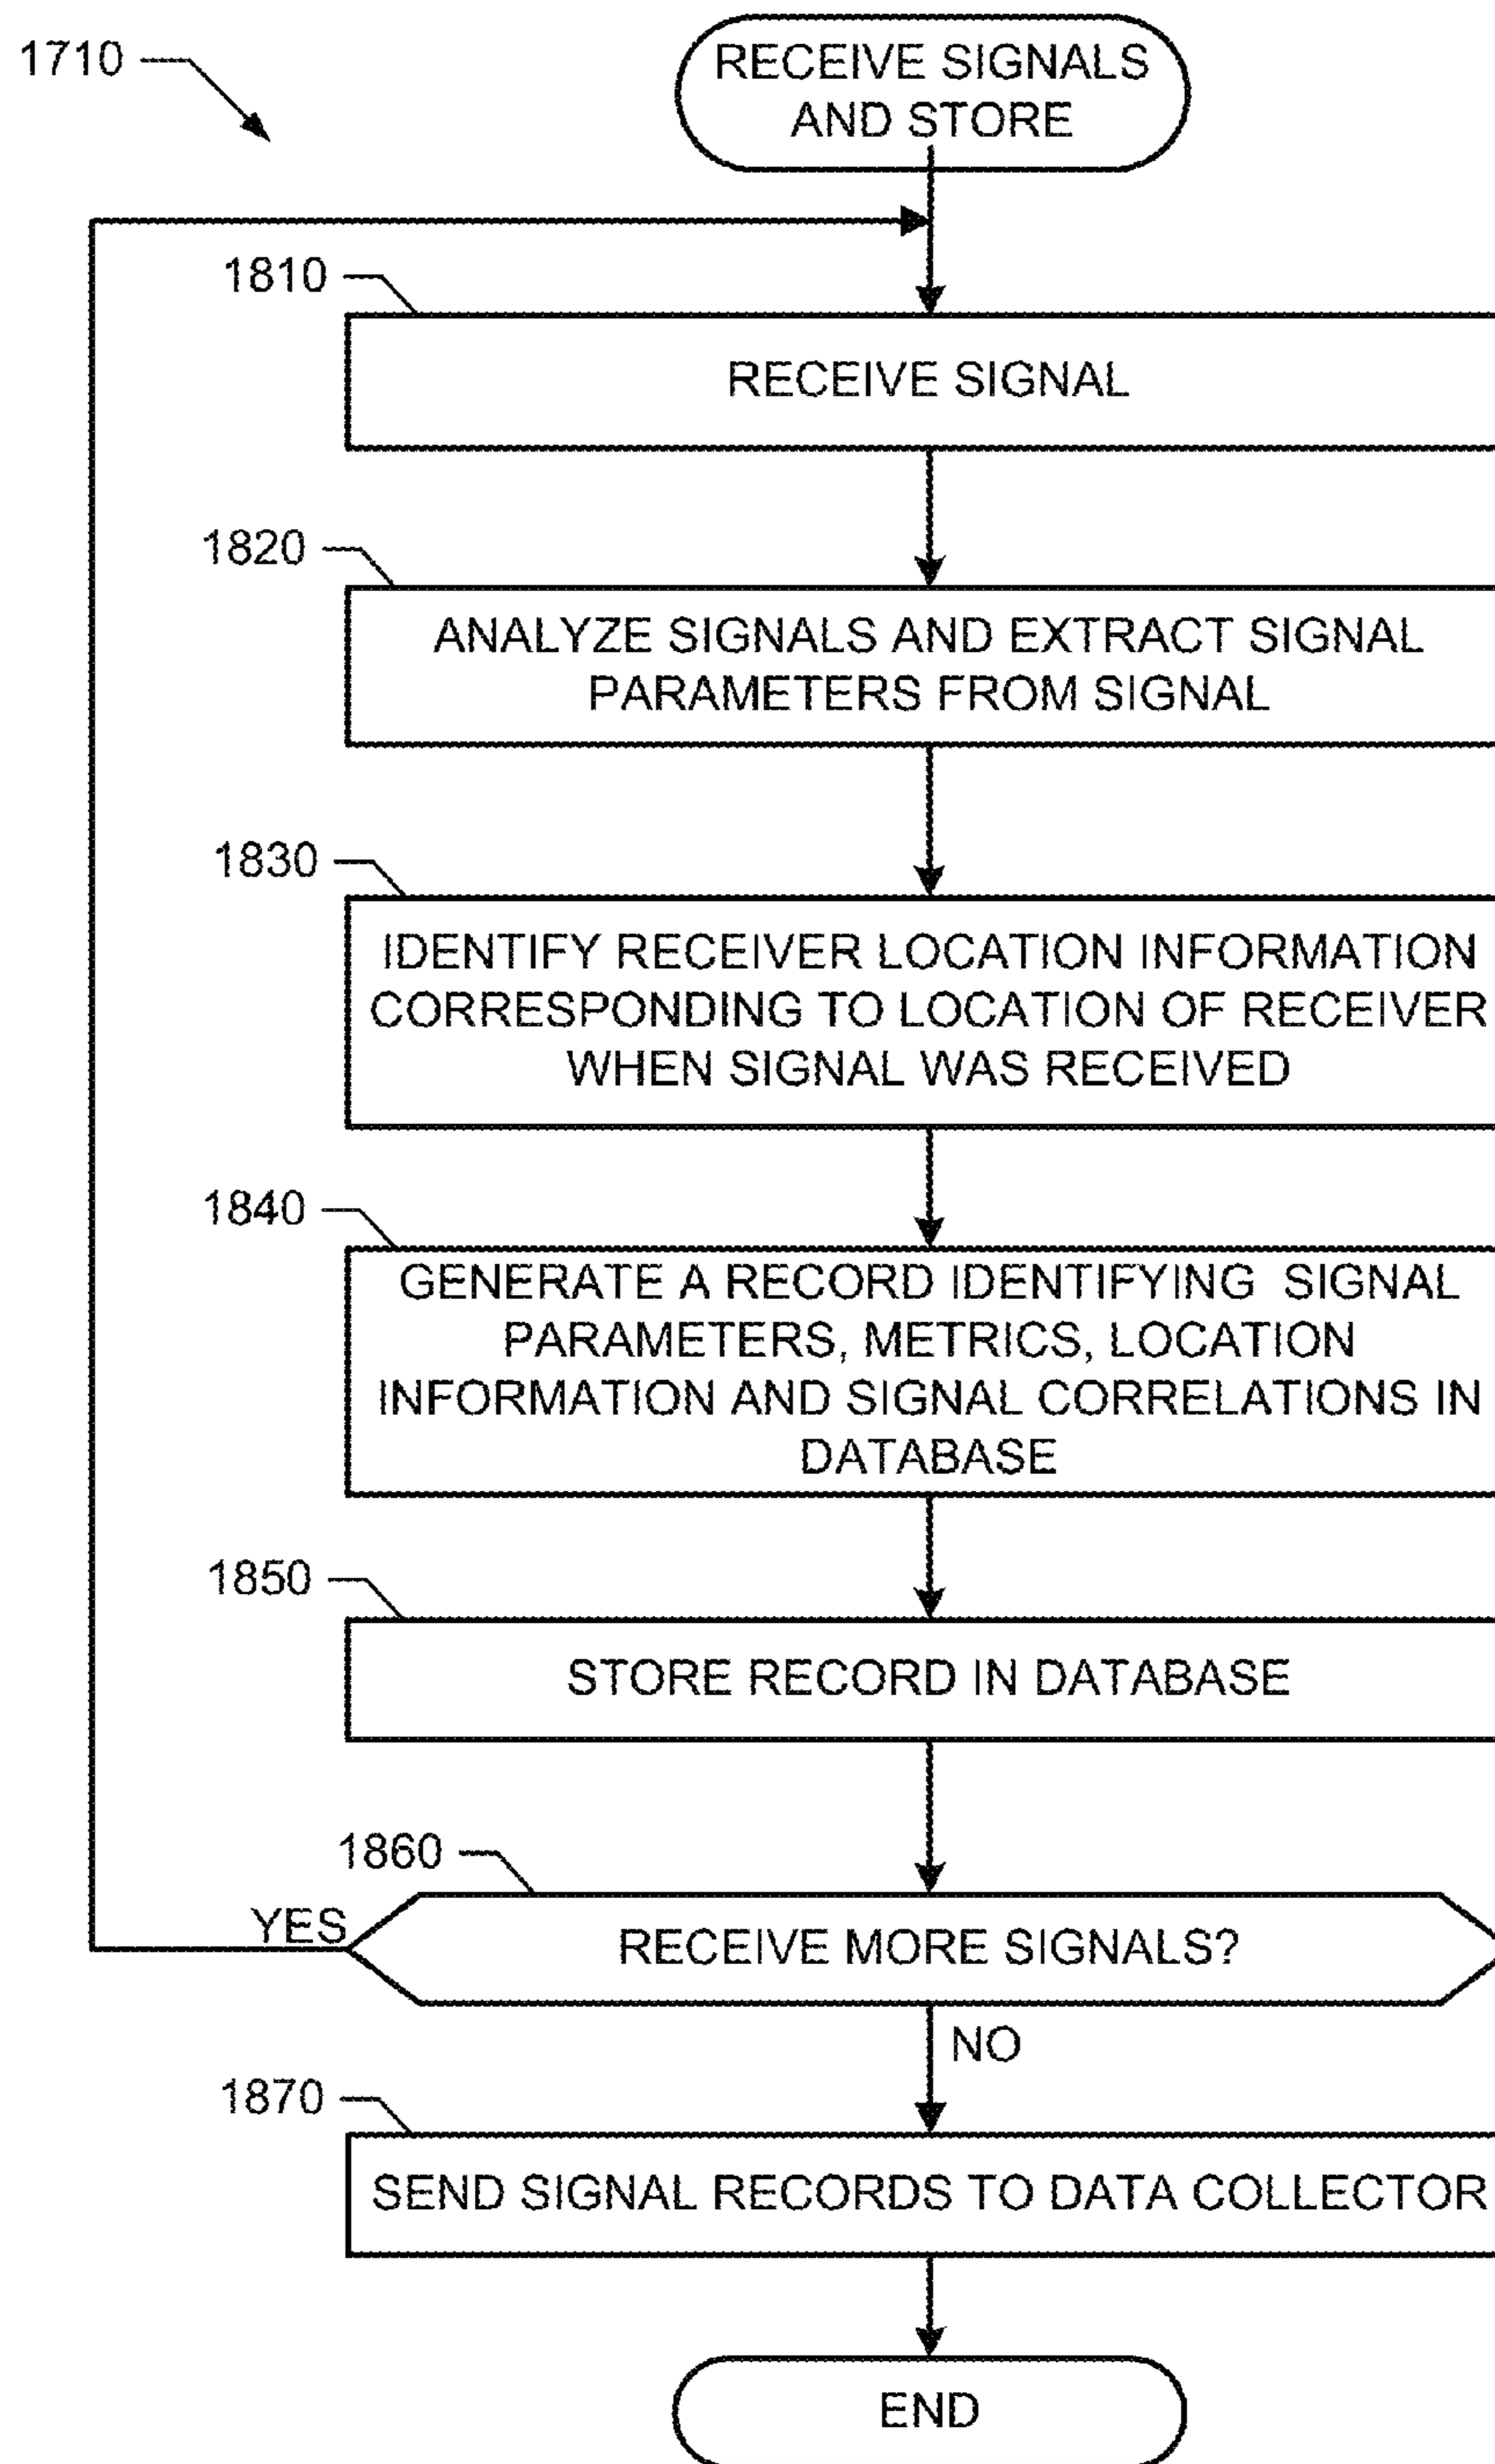 1710
RECEIVE SIGNALS
AND STORE
1810
RECEIVE SIGNAL
1820
ANALYZE SIGNALS AND EXTRACT SIGNAL
PARAMETERS FROM SIGNAL
1830
IDENTIFY RECEIVER LOCATION INFORMATION
CORRESPONDING TO LOCATION OF RECEIVER
WHEN SIGNAL WAS RECEIVED
1840
GENERATE A RECORD IDENTIFYING SIGNAL
PARAMETERS, METRICS, LOCATION
INFORMATION AND SIGNAL CORRELATIONS IN
DATABASE
1850
STORE RECORD IN DATABASE
1860
YES
RECEIVE MORE SIGNALS?
NO
1870
SEND SIGNAL RECORDS TO DATA COLLECTOR
END